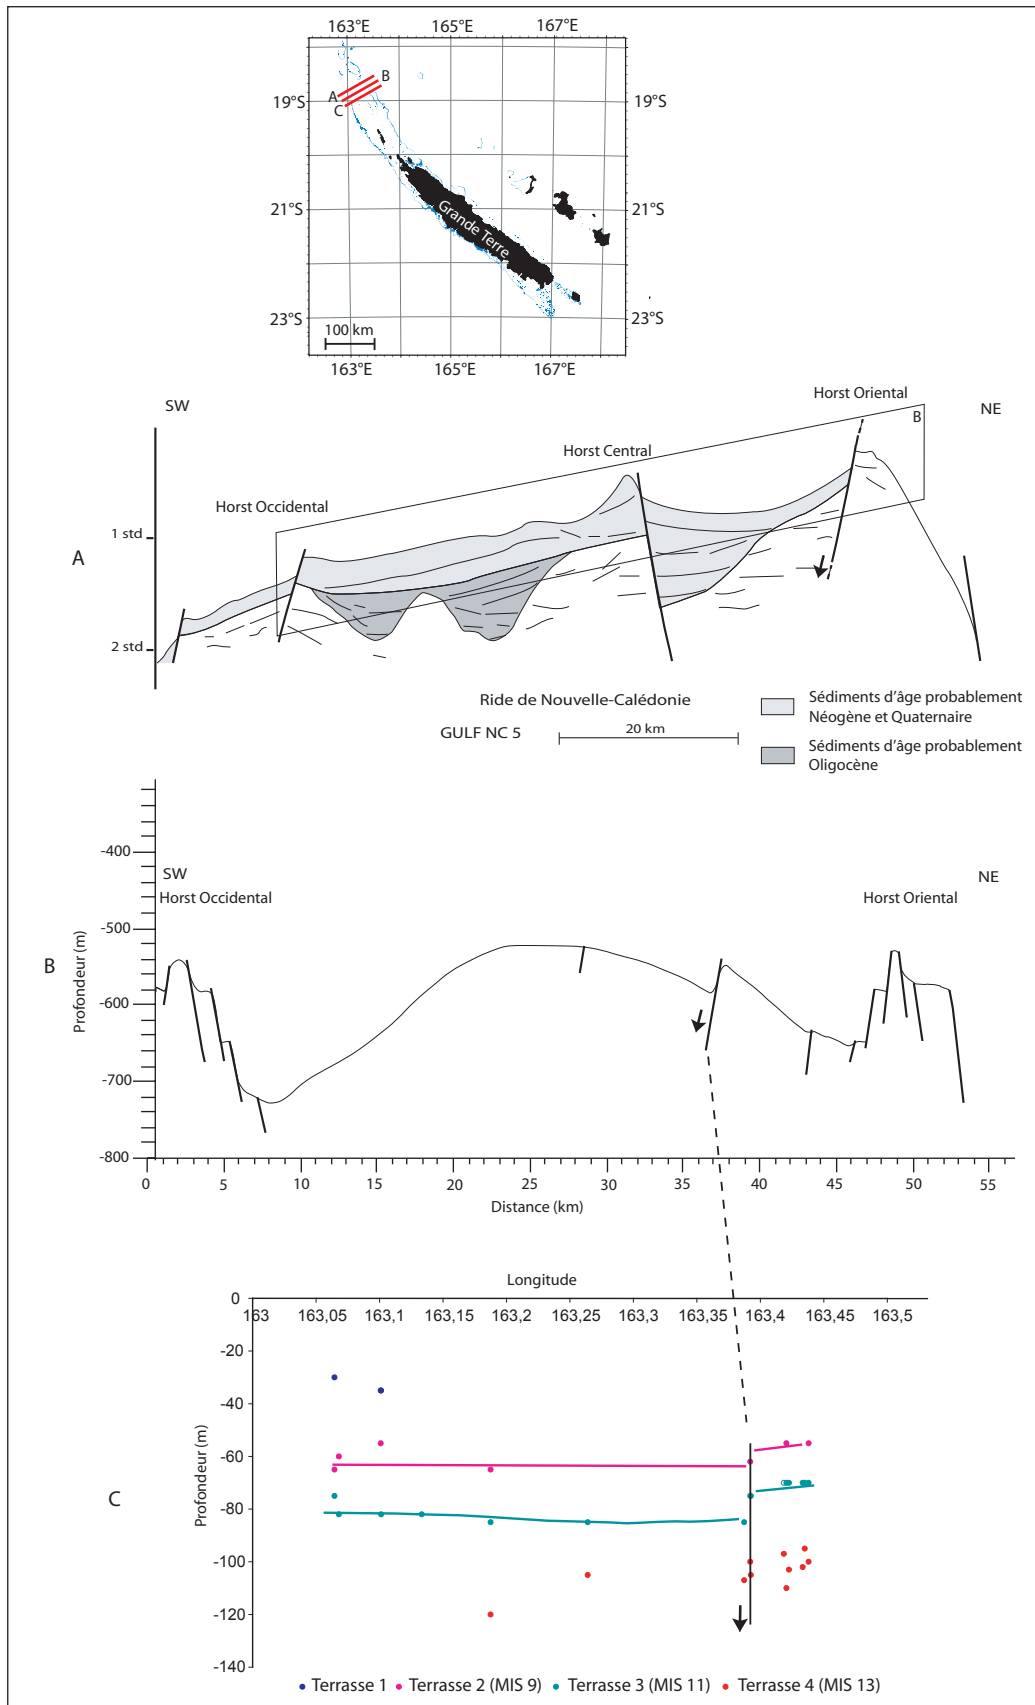 163°E 165°E 167°E
B
A
C
19°S 19°S
21°S 21°S
Grande Terre
23°S 23°S
100 km
163°E 165°E 167°E
Horst Oriental
SW NE
B
Horst Central
Horst Occidental
1 std
A
2 std
Ride de Nouvelle-Calédonie
GULF NC 5
20 km
Sédiments d'âge probablement
Néogène et Quaternaire
Sédiments d'âge probablement
Oligocène
-400
SW NE
Horst Occidental Horst Oriental
-500
B
Profondeur (m)
-600
-700
-800
0 5 10 15 20 25 30 35 40 45 50 55
Distance (km)
Longitude
0
163 163,05 163,1 163,15 163,2 163,25 163,3 163,35 163,4 163,45 163,5
-20
-40
-60
C
Profondeur (m)
-80
-100
-120
-140
Terrasse 1 Terrasse 2 (MIS 9) Terrasse 3 (MIS 11) Terrasse 4 (MIS 13)